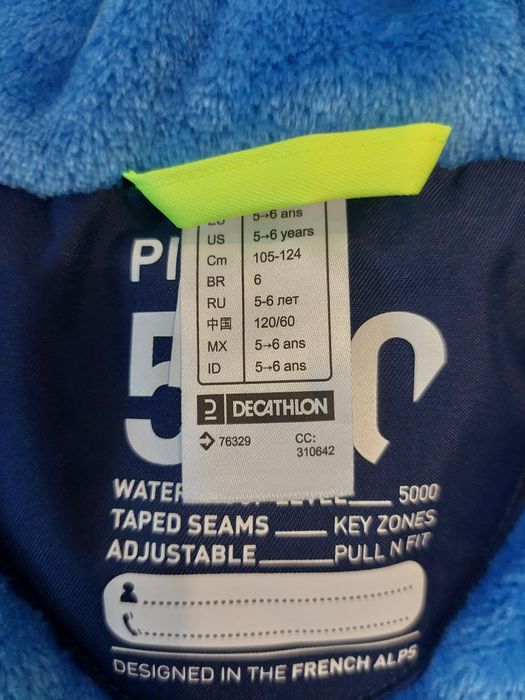 5→6 ans
US 5→6 years
Cm 105-124
BR 6
RU 5-6 лет
中国 120/60
MX 5→6 ans
ID 5→6 ans
DECATHLON
76329 CC:
310642
5000
TAPED SEAMS KEY ZONES
ADJUSTABLE PULL N FIT
DESIGNED IN THE FRENCH ALPS